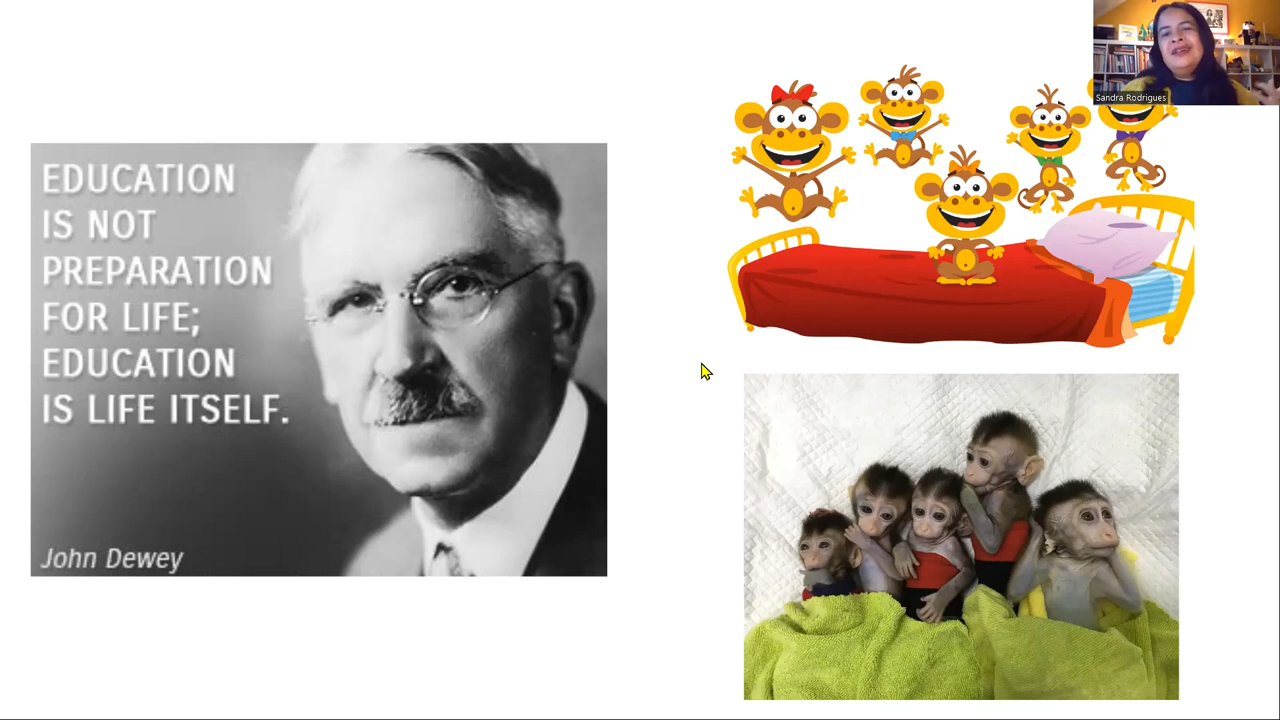 EDUCATION
IS NOT
PREPARATION
FOR LIFE;
EDUCATION
IS LIFE ITSELF.
John Dewey
Sandra Rodrigues